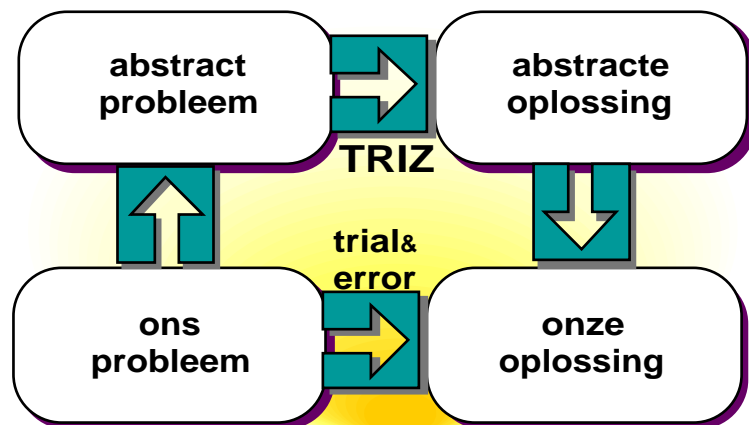 abstract
probleem
abstracte
oplossing
TRIZ
trial&
error
ons
probleem
onze
oplossing